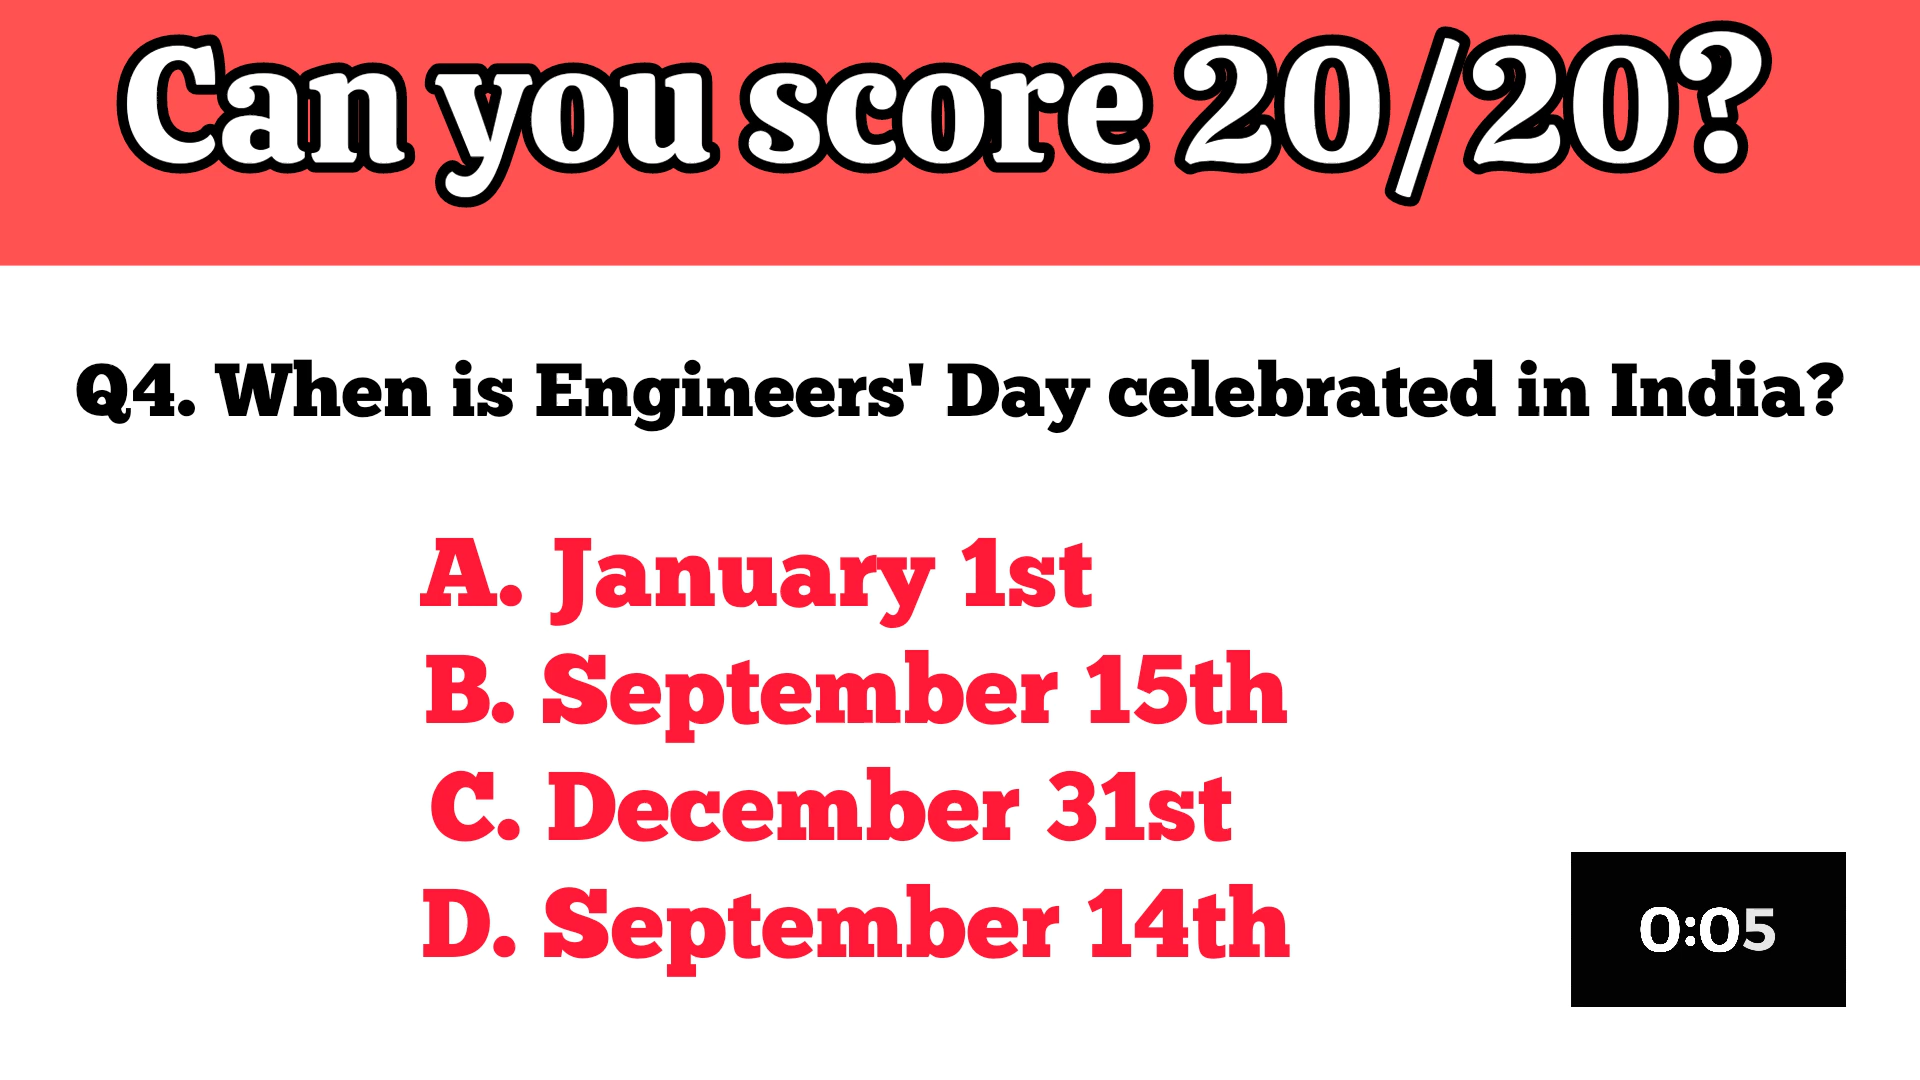 Can you score 20/20?
Q4. When is Engineers' Day celebrated in India?
A. January 1st
B. September 15th
C. December 31st
D. September 14th
0:05